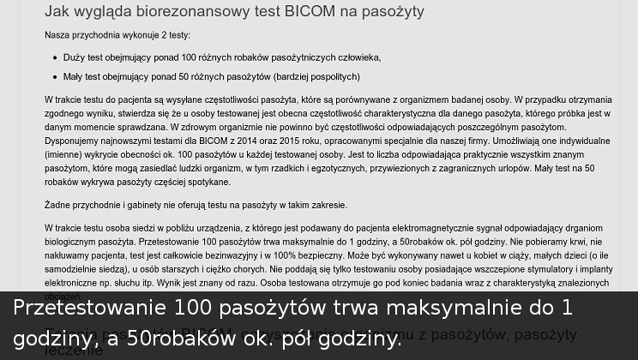 Jak wygląda biorezonansowy test BICOM na pasożyty
Nasza przychodnia wykonuje 2 testy:
Duży test obejmujący ponad 100 różnych robaków pasożytniczych człowieka,
Mały test obejmujący ponad 50 różnych pasożytów (bardziej pospolitych)
W trakcie testu do pacjenta są wysyłane częstotliwości pasożyta, które są porównywane z organizmem badanej osoby. W przypadku otrzymania
zgodnego wyniku, stwierdza się że u osoby testowanej jest obecna częstotliwość charakterystyczna dla danego pasożyta, którego próbka jest w
danym momencie sprawdzana. W zdrowym organizmie nie powinno być częstotliwości odpowiadających poszczególnym pasożytom.
Dysponujemy najnowszymi testami dla BICOM z 2014 oraz 2015 roku, opracowanymi specjalnie dla naszej firmy. Umożliwiają one indywidualne
(imienne) wykrycie obecności ok. 100 pasożytów u każdej testowanej osoby. Jest to liczba odpowiadająca praktycznie wszystkim znanym
pasożytom, które mogą zasiedlać ludzki organizm, w tym rzadkich i egzotycznych, przywiezionych z zagranicznych urlopów. Mały test na 50
robaków wykrywa pasożyty częściej spotykane.
Żadne przychodnie i gabinety nie oferują testu na pasożyty w takim zakresie.
W trakcie testu osoba siedzi w pobliżu urządzenia, z którego jest podawany do pacjenta elektromagnetycznie sygnał odpowiadający drganiom
biologicznym pasożyta. Przetestowanie 100 pasożytów trwa maksymalnie do 1 godziny, a 50robaków ok. pół godziny. Nie pobieramy krwi, nie
nakłuwamy pacjenta, test jest całkowicie bezinwazyjny i w 100% bezpieczny. Może być wykonywany nawet u kobiet w ciąży, małych dzieci (o ile
samodzielnie siedzą), u osób starszych i ciężko chorych. Nie poddają się tylko testowaniu osoby posiadające wszczepione stymulatory i implanty
elektroniczne np. słuchu itp. Wynik jest znany od razu. Osoba testowana otrzymuje go pod koniec badania wraz z charakterystyką znalezionych
obciążeń.
Przetestowanie 100 pasożytów trwa maksymalnie do 1
godziny, a 50robaków ok. pół godziny.